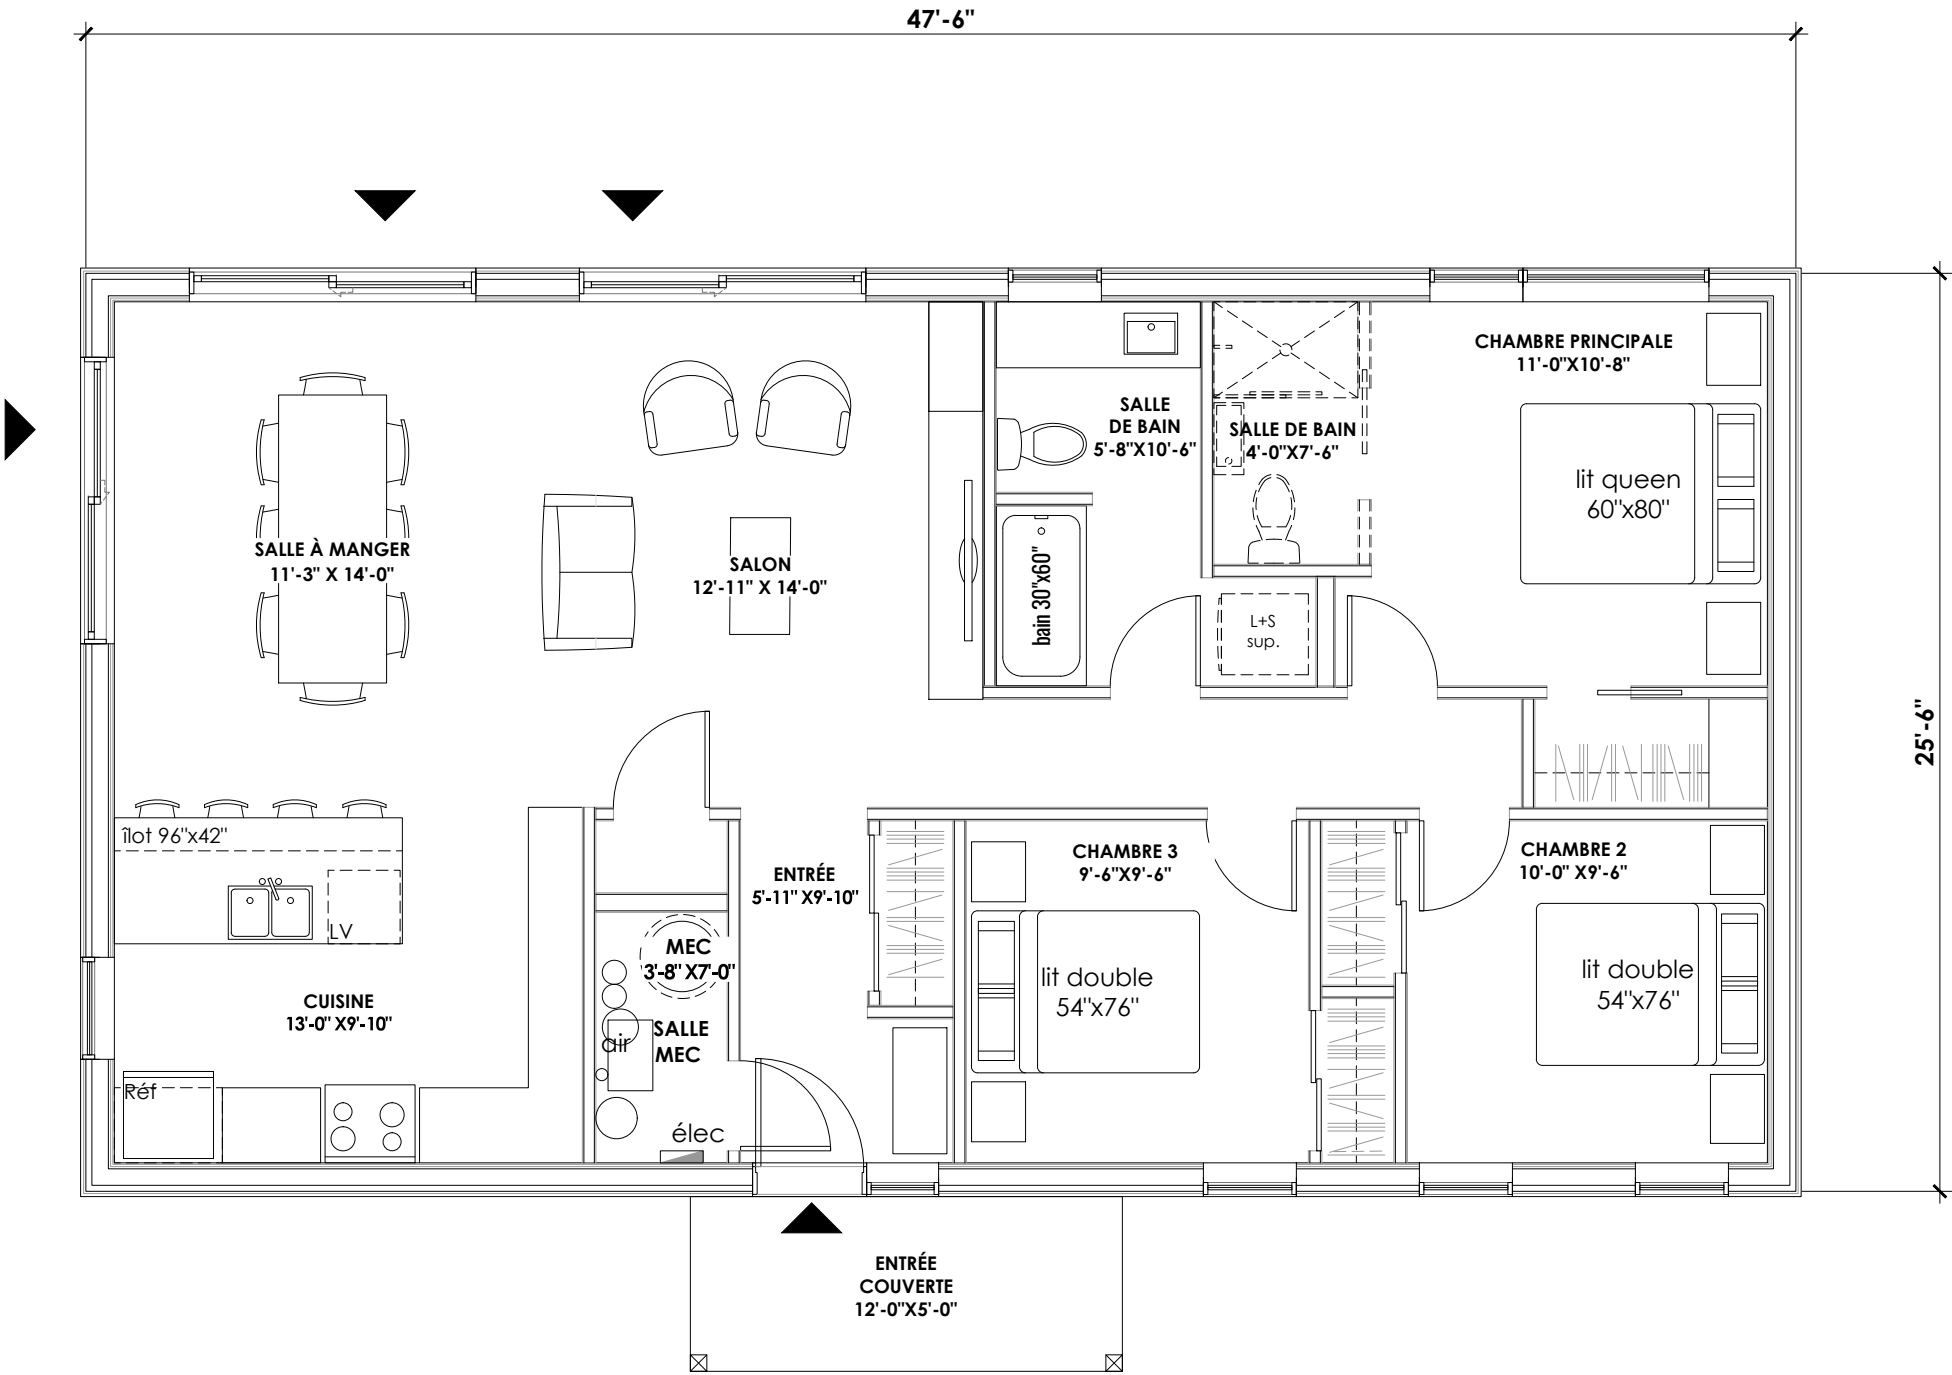 47'-6"
CHAMBRE PRINCIPALE
11'-0"X10'-8"
SALLE
DE BAIN
5'-8"X10'-6"
SALLE DE BAIN
4'-0"X7'-6"
lit queen
60"x80"
SALLE À MANGER
11'-3" X 14'-0"
SALON
12'-11" X 14'-0"
bain 30"x60"
L+S
sup.
25'-6"
îlot 96"x42"
LV
CUISINE
13'-0" X9'-10"
Réf
ENTRÉE
5'-11" X9'-10"
MEC
3'-8" X7'-0"
SALLE
MEC
air
élec
CHAMBRE 3
9'-6"X9'-6"
lit double
54"x76"
CHAMBRE 2
10'-0" X9'-6"
lit double
54"x76"
ENTRÉE
COUVERTE
12'-0"X5'-0"